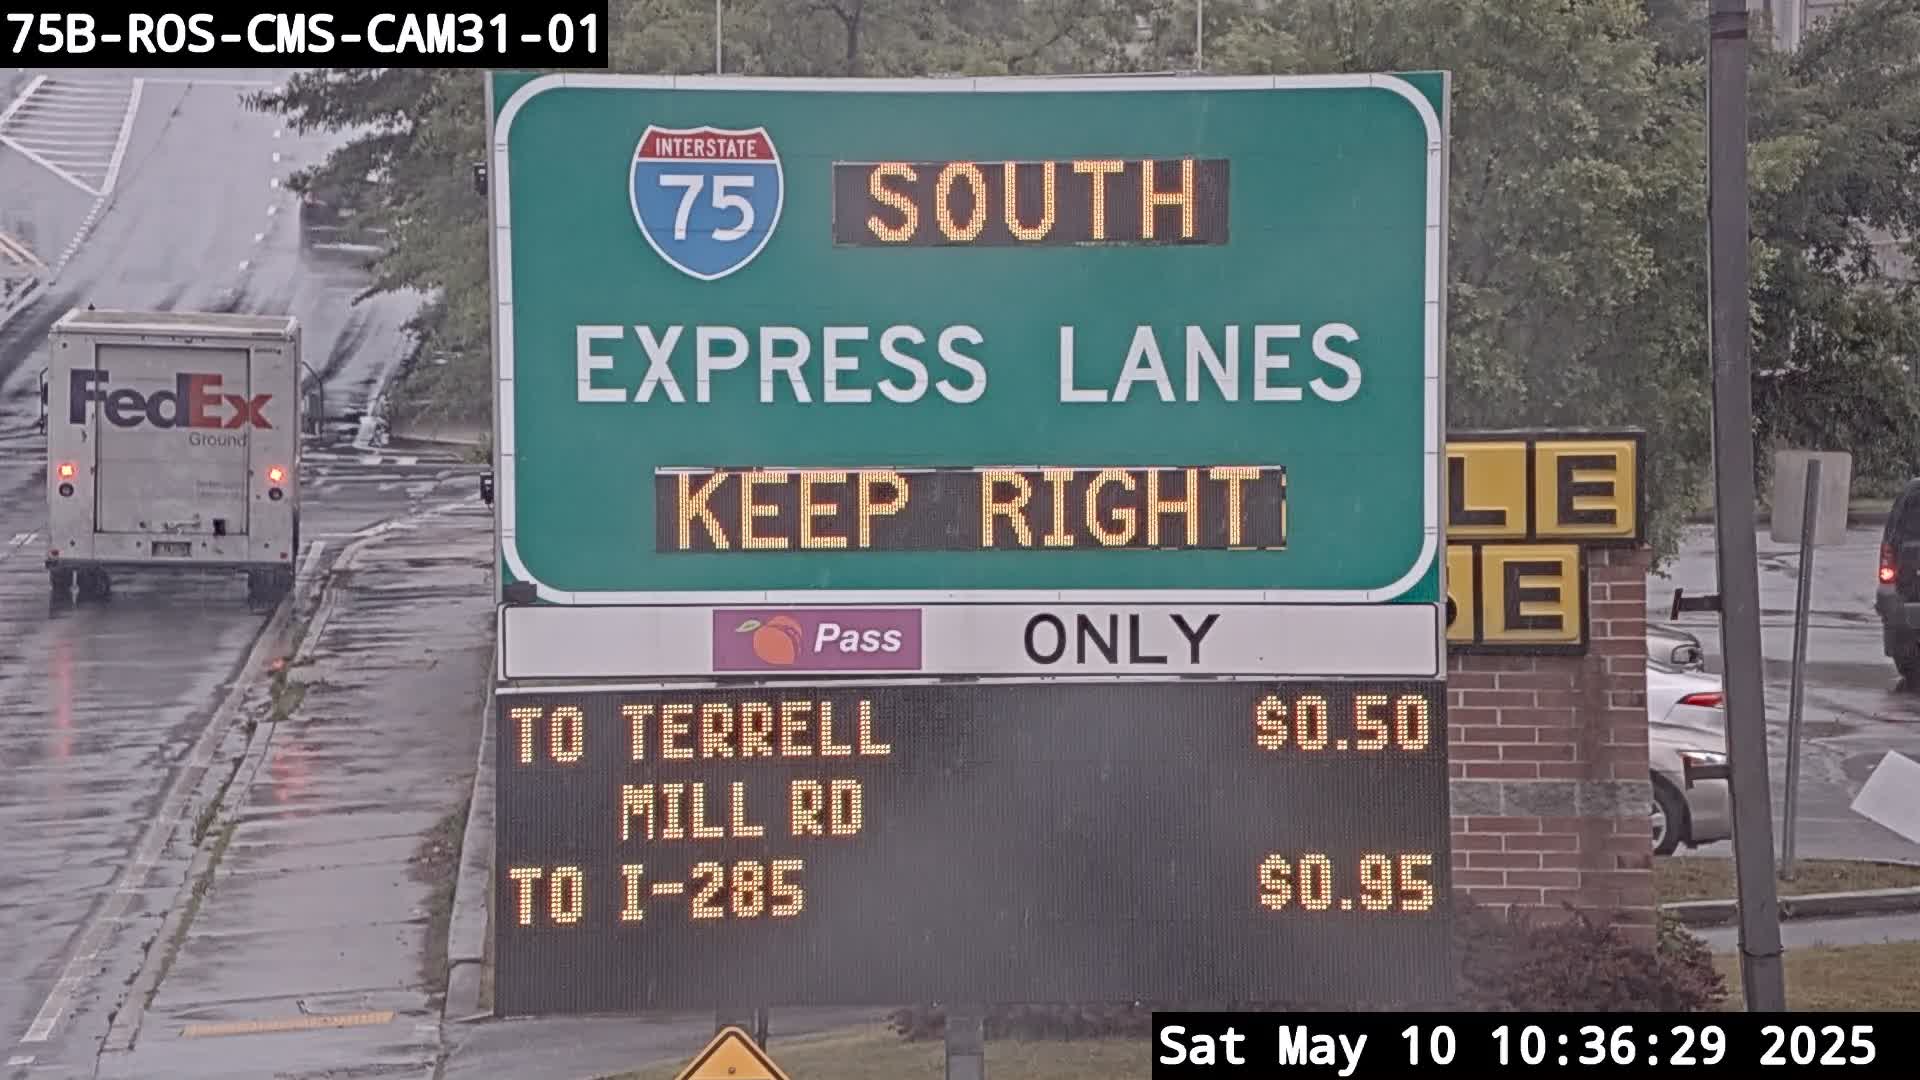 75B-ROS-CMS-CAM31-01
INTERSTATE
75
SOUTH
EXPRESS LANES
KEEP RIGHT
Pass ONLY
TO TERRELL $0.50
MILL RD
TO I-285 $0.95
FedEx
Ground
LE
E
Sat May 10 10:36:29 2025